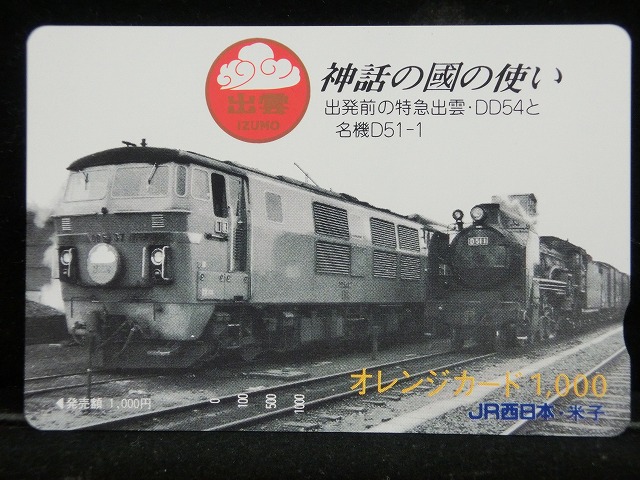 出雲
IZUMO
神話の國の使い
出発前の特急出雲・DD54と
名機D51-1
D511
オレンジカード 1,000
JR西日本 米子
◀発売額 1,000円
0 100 500 1000